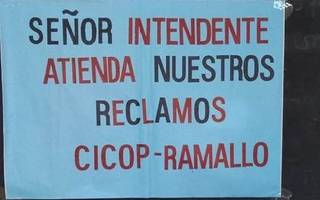 SEÑOR INTENDENTE
ATIENDA NUESTROS
RECLAMOS
CICOP-RAMALLO